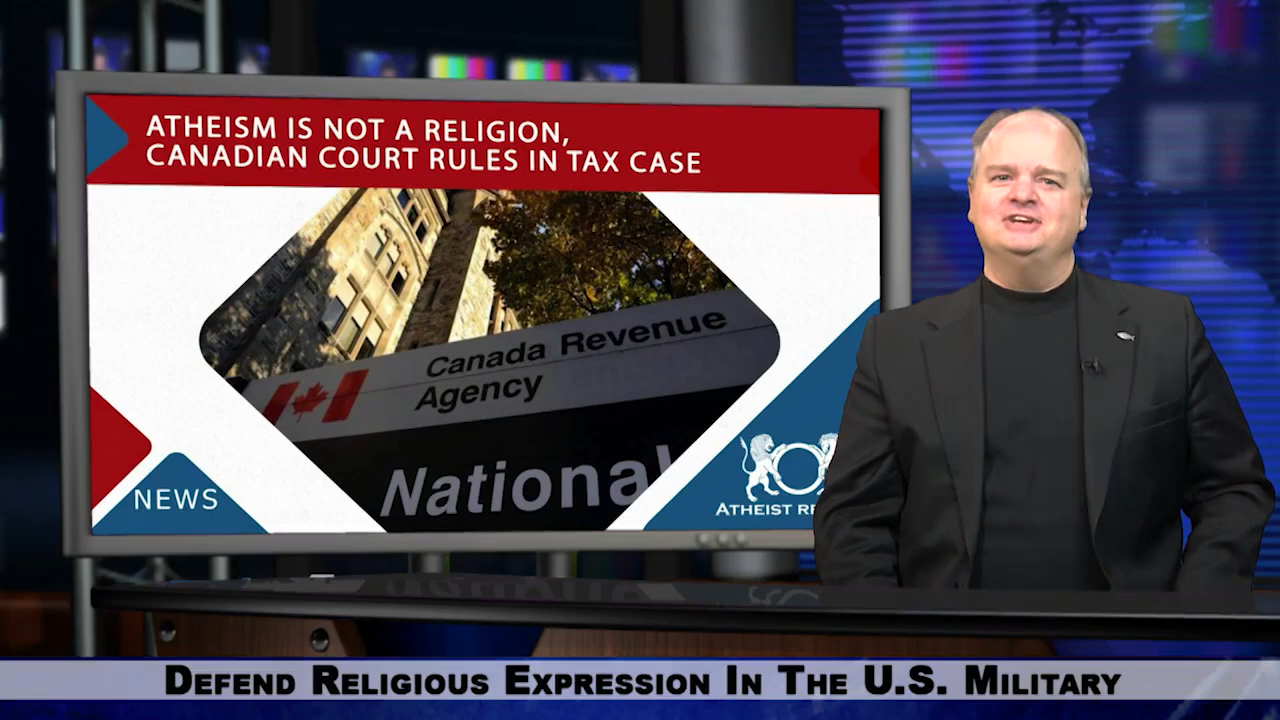 ATHEISM IS NOT A RELIGION,
CANADIAN COURT RULES IN TAX CASE
Canada Revenue
Agency
National
NEWS
ATHEIST
DEFEND RELIGIOUS EXPRESSION IN THE U.S. MILITARY